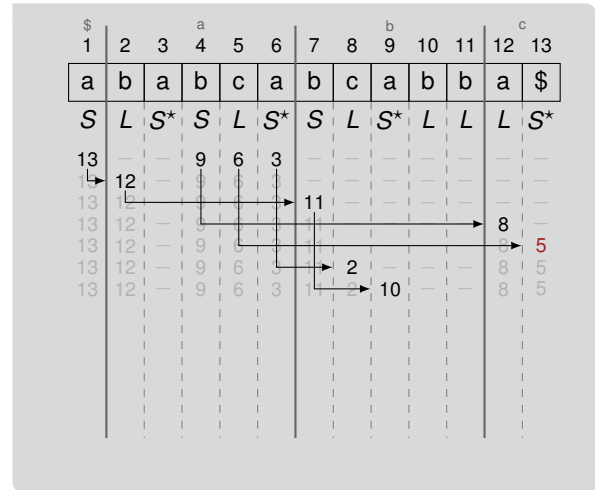 $ a b c
1 2 3 4 5 6 7 8 9 10 11 12 13
a b a b c a b c a b b a $
S L S* S L S* S L S* L L L S*
13 — — 9 6 3 — — — — — — —
13 12 — 9 6 3 — — — — — — —
13 12 — 9 6 3 11 — — — — — —
13 12 — 9 6 3 11 — — — — 8 —
13 12 — 9 6 3 11 — — — — 8 5
13 12 — 9 6 3 11 2 — — — 8 5
13 12 — 9 6 3 11 2 10 — — 8 5